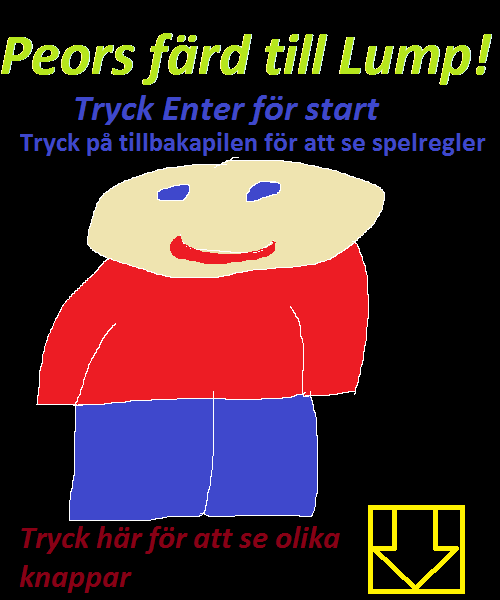 Peors färd till Lump!
Tryck Enter för start
Tryck på tillbakapilen för att se spelregler
Tryck här för att se olika
knappar